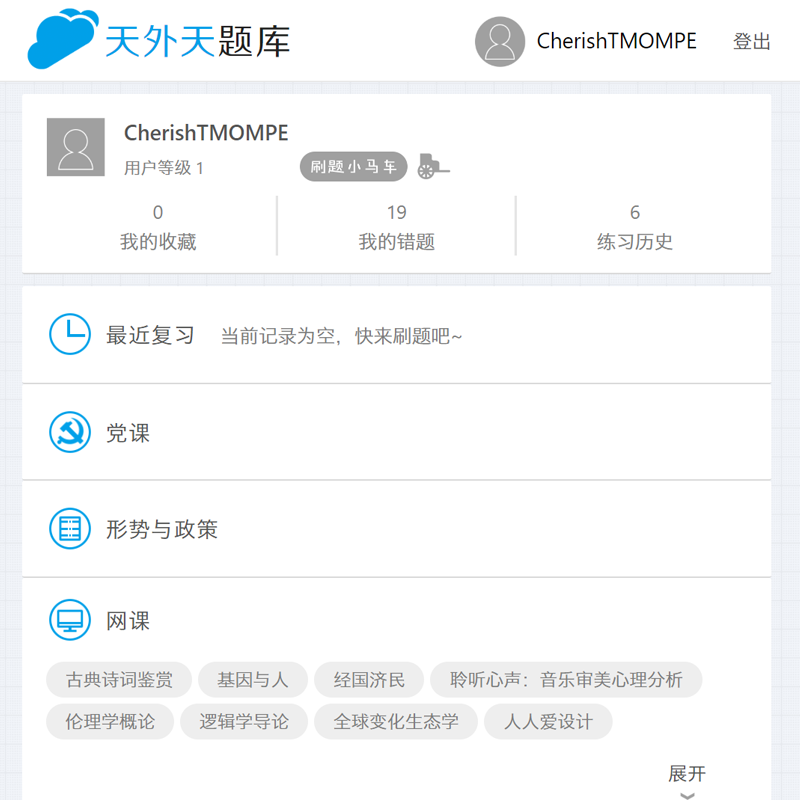 天外天题库
CherishTMOMPE
登出
CherishTMOMPE
用户等级 1
刷题小马车
0
我的收藏
19
我的错题
6
练习历史
最近复习
当前记录为空，快来刷题吧~
党课
形势与政策
网课
古典诗词鉴赏
基因与人
经国济民
聆听心声：音乐审美心理分析
伦理学概论
逻辑学导论
全球变化生态学
人人爱设计
展开